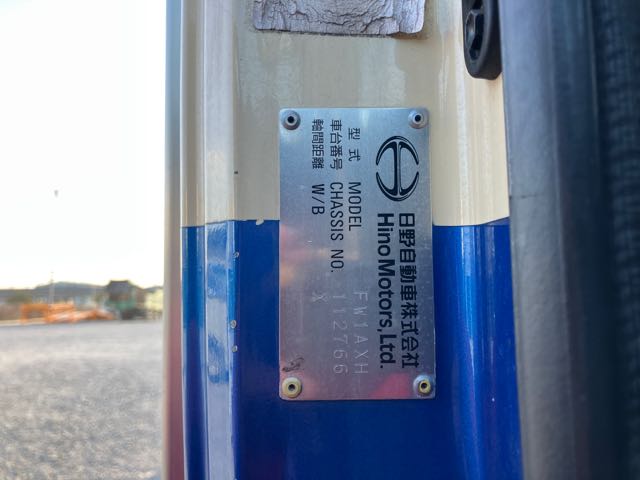 日野自動車株式会社
Hino Motors, Ltd.
型式 MODEL FW1AXH
車台番号 CHASSIS NO. 112766
軸間距離 W/B X